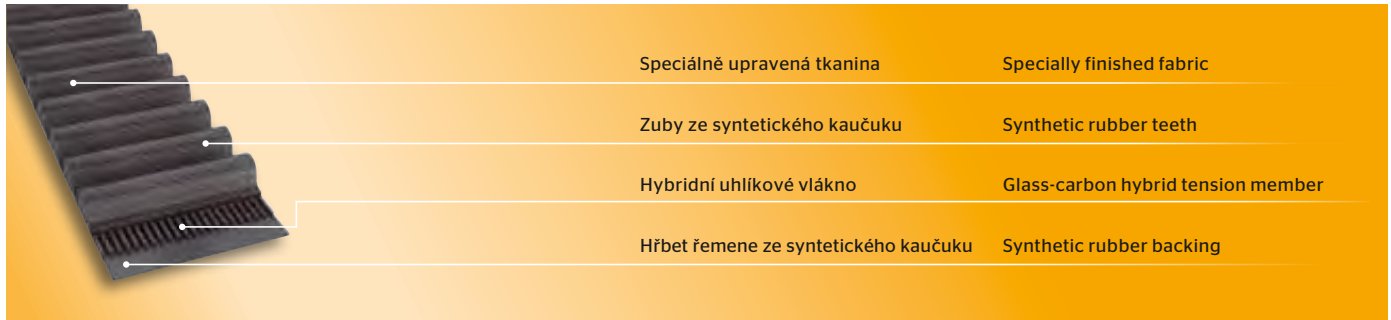 Speciálně upravená tkanina Specially finished fabric
Zuby ze syntetického kaučuku Synthetic rubber teeth
Hybridní uhlíkové vlákno Glass-carbon hybrid tension member
Hřbet řemene ze syntetického kaučuku Synthetic rubber backing